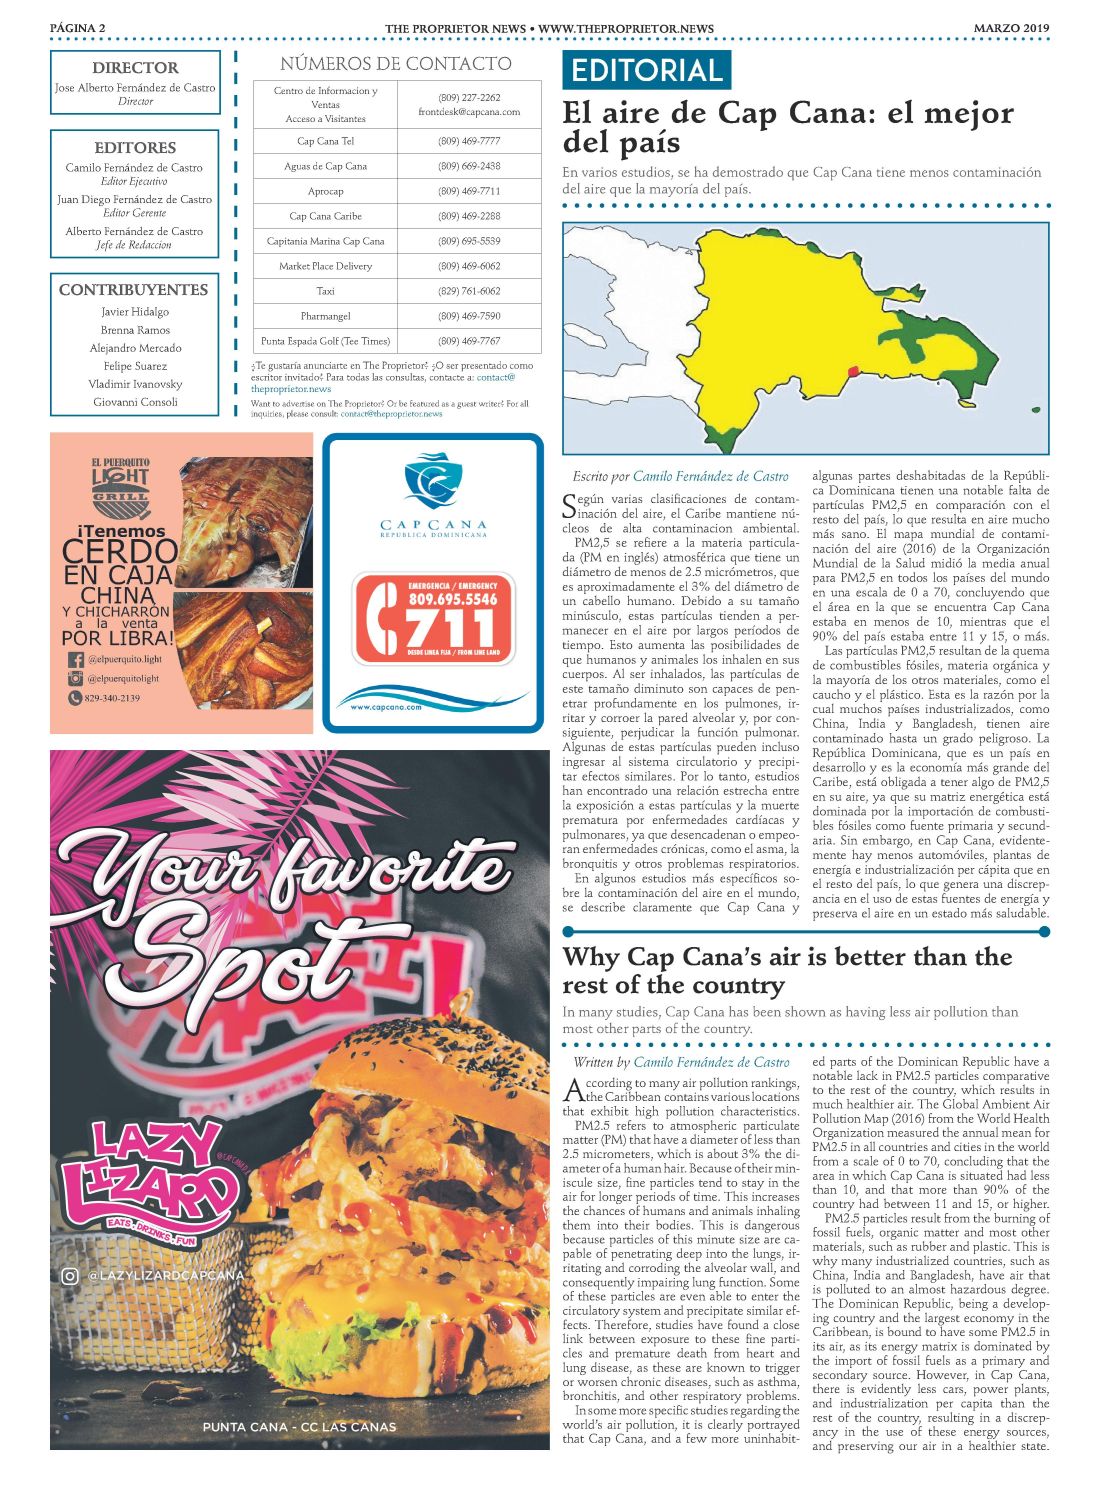 PÁGINA 2
THE PROPRIETOR NEWS • WWW.THEPROPRIETOR.NEWS
MARZO 2019
DIRECTOR
Jose Alberto Fernández de Castro
Director
EDITORES
Camilo Fernández de Castro
Editor Ejecutivo
Juan Diego Fernández de Castro
Editor Gerente
Alberto Fernández de Castro
Jefe de Redaccion
CONTRIBUYENTES
Javier Hidalgo
Brenna Ramos
Alejandro Mercado
Felipe Suarez
Vladimir Ivanovsky
Giovanni Consoli
NÚMEROS DE CONTACTO
Centro de Informacion y
Ventas
Acceso a Visitantes
(809) 227-2262
frontdesk@capcana.com
Cap Cana Tel (809) 469-7777
Aguas de Cap Cana (809) 669-2438
Aprocap (809) 469-7711
Cap Cana Caribe (809) 469-2288
Capitania Marina Cap Cana (809) 695-5539
Market Place Delivery (809) 469-6062
Taxi (829) 761-6062
Pharmangel (809) 469-7590
Punta Espada Golf (Tee Times) (809) 469-7767
¿Te gustaría anunciarte en The Proprietor? ¿O ser presentado como
escritor invitado? Para todas las consultas, contacte a: contact@
theproprietor.news
Want to advertise on The Proprietor? Or be featured as a guest writer? For all
inquiries, please consult: contact@theproprietor.news
EL PUERQUITO
LIGHT
GRILL
¡Tenemos
CERDO
EN CAJA
CHINA
Y CHICHARRÓN
a la venta
POR LIBRA!
@elpuerquito.light
@elpuerquitolight
829-340-2139
CAP CANA
REPUBLICA DOMINICANA
EMERGENCIA / EMERGENCY
809.695.5546
711
DESDE LINEA FIJA / FROM LINE LAND
www.capcana.com
Your favorite
Spot
LAZY
LIZARD
@CAPCANA
EATS . DRINKS . FUN
@LAZYLIZARDCAPCANA
PUNTA CANA - CC LAS CANAS
EDITORIAL
El aire de Cap Cana: el mejor
del país
En varios estudios, se ha demostrado que Cap Cana tiene menos contaminación
del aire que la mayoría del país.
Escrito por Camilo Fernández de Castro
Según varias clasificaciones de contam-
inación del aire, el Caribe mantiene nú-
cleos de alta contaminacion ambiental.
PM2,5 se refiere a la materia particula-
da (PM en inglés) atmosférica que tiene un
diámetro de menos de 2.5 micrómetros, que
es aproximadamente el 3% del diámetro de
un cabello humano. Debido a su tamaño
minúsculo, estas partículas tienden a per-
manecer en el aire por largos períodos de
tiempo. Esto aumenta las posibilidades de
que humanos y animales los inhalen en sus
cuerpos. Al ser inhalados, las partículas de
este tamaño diminuto son capaces de pen-
etrar profundamente en los pulmones, ir-
ritar y corroer la pared alveolar y, por con-
siguiente, perjudicar la función pulmonar.
Algunas de estas partículas pueden incluso
ingresar al sistema circulatorio y precipi-
tar efectos similares. Por lo tanto, estudios
han encontrado una relación estrecha entre
la exposición a estas partículas y la muerte
prematura por enfermedades cardíacas y
pulmonares, ya que desencadenan o empeo-
ran enfermedades crónicas, como el asma, la
bronquitis y otros problemas respiratorios.
En algunos estudios más específicos so-
bre la contaminación del aire en el mundo,
se describe claramente que Cap Cana y
algunas partes deshabitadas de la Repúbli-
ca Dominicana tienen una notable falta de
partículas PM2,5 en comparación con el
resto del país, lo que resulta en aire mucho
más sano. El mapa mundial de contami-
nación del aire (2016) de la Organización
Mundial de la Salud midió la media anual
para PM2,5 en todos los países del mundo
en una escala de 0 a 70, concluyendo que
el área en la que se encuentra Cap Cana
estaba en menos de 10, mientras que el
90% del país estaba entre 11 y 15, o más.
Las partículas PM2,5 resultan de la quema
de combustibles fósiles, materia orgánica y
la mayoría de los otros materiales, como el
caucho y el plástico. Esta es la razón por la
cual muchos países industrializados, como
China, India y Bangladesh, tienen aire
contaminado hasta un grado peligroso. La
República Dominicana, que es un país en
desarrollo y es la economía más grande del
Caribe, está obligada a tener algo de PM2,5
en su aire, ya que su matriz energética está
dominada por la importación de combusti-
bles fósiles como fuente primaria y secund-
aria. Sin embargo, en Cap Cana, evidente-
mente hay menos automóviles, plantas de
energía e industrialización per cápita que en
el resto del país, lo que genera una discrep-
ancia en el uso de estas fuentes de energía y
preserva el aire en un estado más saludable.
Why Cap Cana's air is better than the
rest of the country
In many studies, Cap Cana has been shown as having less air pollution than
most other parts of the country.
Written by Camilo Fernández de Castro
According to many air pollution rankings,
the Caribbean contains various locations
that exhibit high pollution characteristics.
PM2.5 refers to atmospheric particulate
matter (PM) that have a diameter of less than
2.5 micrometers, which is about 3% the di-
ameter of a human hair. Because of their min-
iscule size, fine particles tend to stay in the
air for longer periods of time. This increases
the chances of humans and animals inhaling
them into their bodies. This is dangerous
because particles of this minute size are ca-
pable of penetrating deep into the lungs, ir-
ritating and corroding the alveolar wall, and
consequently impairing lung function. Some
of these particles are even able to enter the
circulatory system and precipitate similar ef-
fects. Therefore, studies have found a close
link between exposure to these fine parti-
cles and premature death from heart and
lung disease, as these are known to trigger
or worsen chronic diseases, such as asthma,
bronchitis, and other respiratory problems.
In some more specific studies regarding the
world's air pollution, it is clearly portrayed
that Cap Cana, and a few more uninhabit-
ed parts of the Dominican Republic have a
notable lack in PM2.5 particles comparative
to the rest of the country, which results in
much healthier air. The Global Ambient Air
Pollution Map (2016) from the World Health
Organization measured the annual mean for
PM2.5 in all countries and cities in the world
from a scale of 0 to 70, concluding that the
area in which Cap Cana is situated had less
than 10, and that more than 90% of the
country had between 11 and 15, or higher.
PM2.5 particles result from the burning of
fossil fuels, organic matter and most other
materials, such as rubber and plastic. This is
why many industrialized countries, such as
China, India and Bangladesh, have air that
is polluted to an almost hazardous degree.
The Dominican Republic, being a develop-
ing country and the largest economy in the
Caribbean, is bound to have some PM2.5 in
its air, as its energy matrix is dominated by
the import of fossil fuels as a primary and
secondary source. However, in Cap Cana,
there is evidently less cars, power plants,
and industrialization per capita than the
rest of the country, resulting in a discrep-
ancy in the use of these energy sources,
and preserving our air in a healthier state.